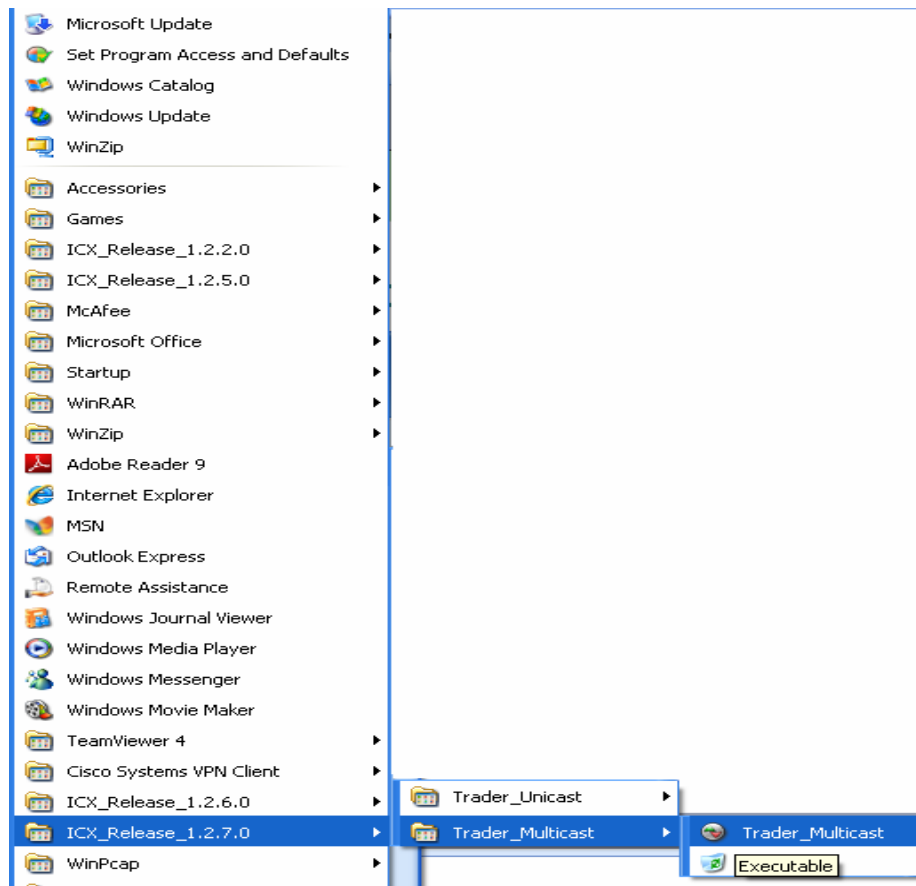 Microsoft Update
Set Program Access and Defaults
Windows Catalog
Windows Update
WinZip
Accessories
Games
ICX_Release_1.2.2.0
ICX_Release_1.2.5.0
McAfee
Microsoft Office
Startup
WinRAR
WinZip
Adobe Reader 9
Internet Explorer
MSN
Outlook Express
Remote Assistance
Windows Journal Viewer
Windows Media Player
Windows Messenger
Windows Movie Maker
TeamViewer 4
Cisco Systems VPN Client
ICX_Release_1.2.6.0
Trader_Unicast
ICX_Release_1.2.7.0
Trader_Multicast
Trader_Multicast
WinPcap
Executable